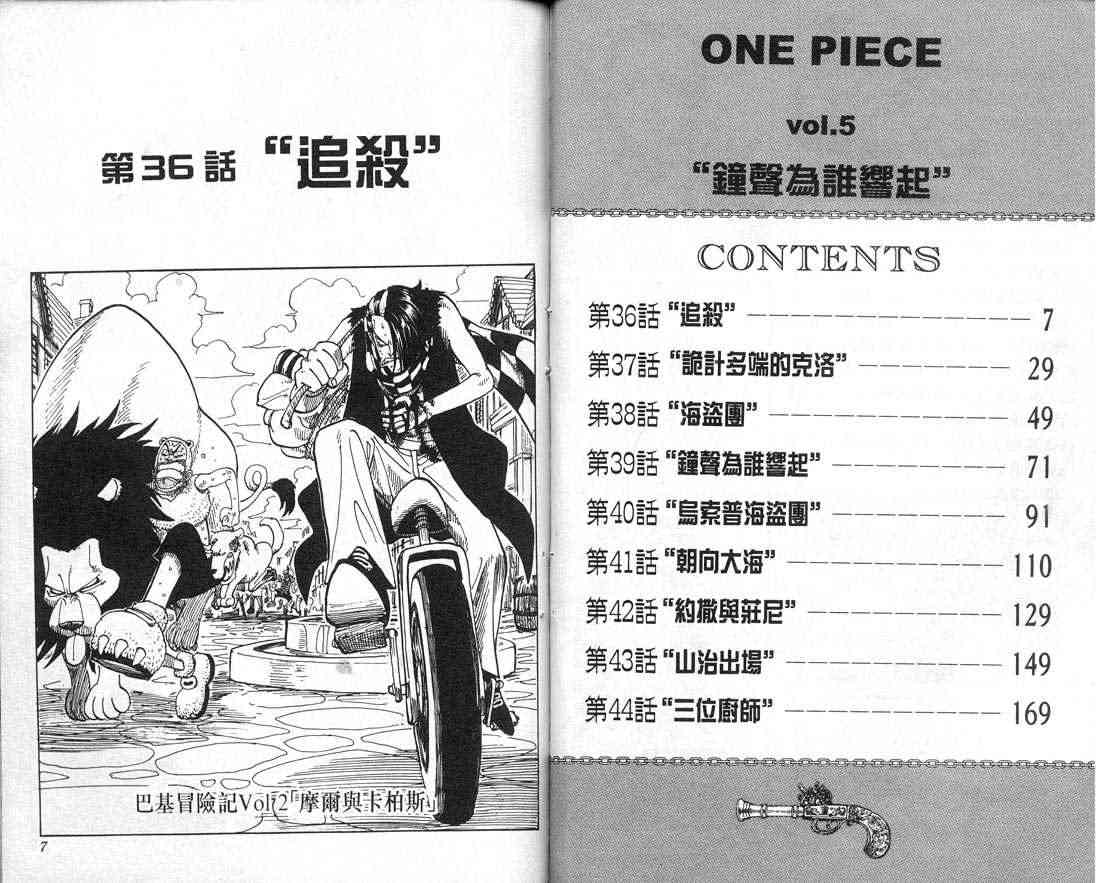 ONE PIECE
vol.5
“鐘聲為誰響起”
CONTENTS
第36話“追殺” 7
第37話“詭計多端的克洛” 29
第38話“海盜團” 49
第39話“鐘聲為誰響起” 71
第40話“烏索普海盜團” 91
第41話“朝向大海” 110
第42話“約撒與莊尼” 129
第43話“山治出場” 149
第44話“三位廚師” 169
第36話 “追殺”
巴基冒險記Vol.2「摩爾與卡柏斯」
7